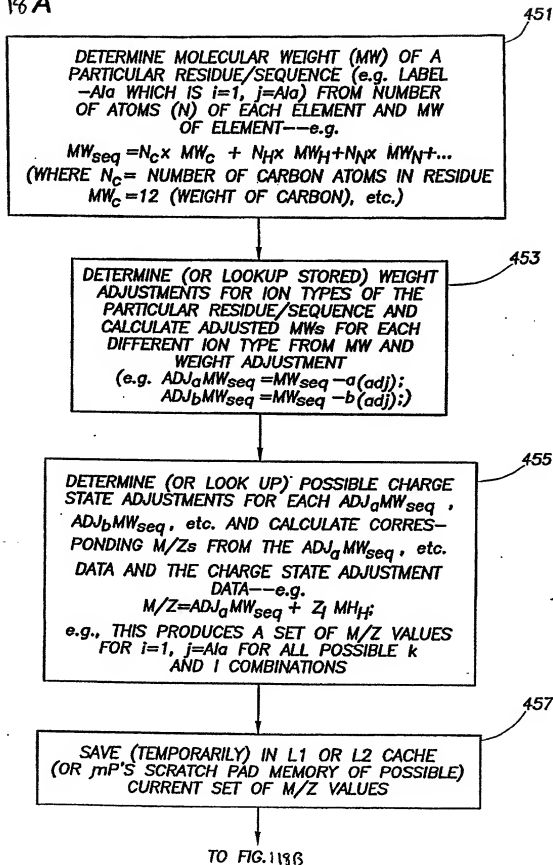 18A
451
DETERMINE MOLECULAR WEIGHT (MW) OF A
PARTICULAR RESIDUE/SEQUENCE (e.g. LABEL
-Ala WHICH IS i=1, j=Ala) FROM NUMBER
OF ATOMS (N) OF EACH ELEMENT AND MW
OF ELEMENT--e.g.
MWseq =Nc x MWc + NH x MWH+NN x MWN+...
(WHERE Nc= NUMBER OF CARBON ATOMS IN RESIDUE
MWc =12 (WEIGHT OF CARBON), etc.)
453
DETERMINE (OR LOOKUP STORED) WEIGHT
ADJUSTMENTS FOR ION TYPES OF THE
PARTICULAR RESIDUE/SEQUENCE AND
CALCULATE ADJUSTED MWs FOR EACH
DIFFERENT ION TYPE FROM MW AND
WEIGHT ADJUSTMENT
(e.g. ADJaMWseq =MWseq -a(adj);
ADJbMWseq =MWseq -b(adj);)
455
DETERMINE (OR LOOK UP) POSSIBLE CHARGE
STATE ADJUSTMENTS FOR EACH ADJaMWseq ,
ADJbMWseq , etc. AND CALCULATE CORRES-
PONDING M/Zs FROM THE ADJaMWseq , etc.
DATA AND THE CHARGE STATE ADJUSTMENT
DATA--e.g.
M/Z=ADJaMWseq + Zl MHH;
e.g., THIS PRODUCES A SET OF M/Z VALUES
FOR i=1, j=Ala FOR ALL POSSIBLE k
AND l COMBINATIONS
457
SAVE (TEMPORARILY) IN L1 OR L2 CACHE
(OR mP'S SCRATCH PAD MEMORY OF POSSIBLE)
CURRENT SET OF M/Z VALUES
TO FIG. 118B